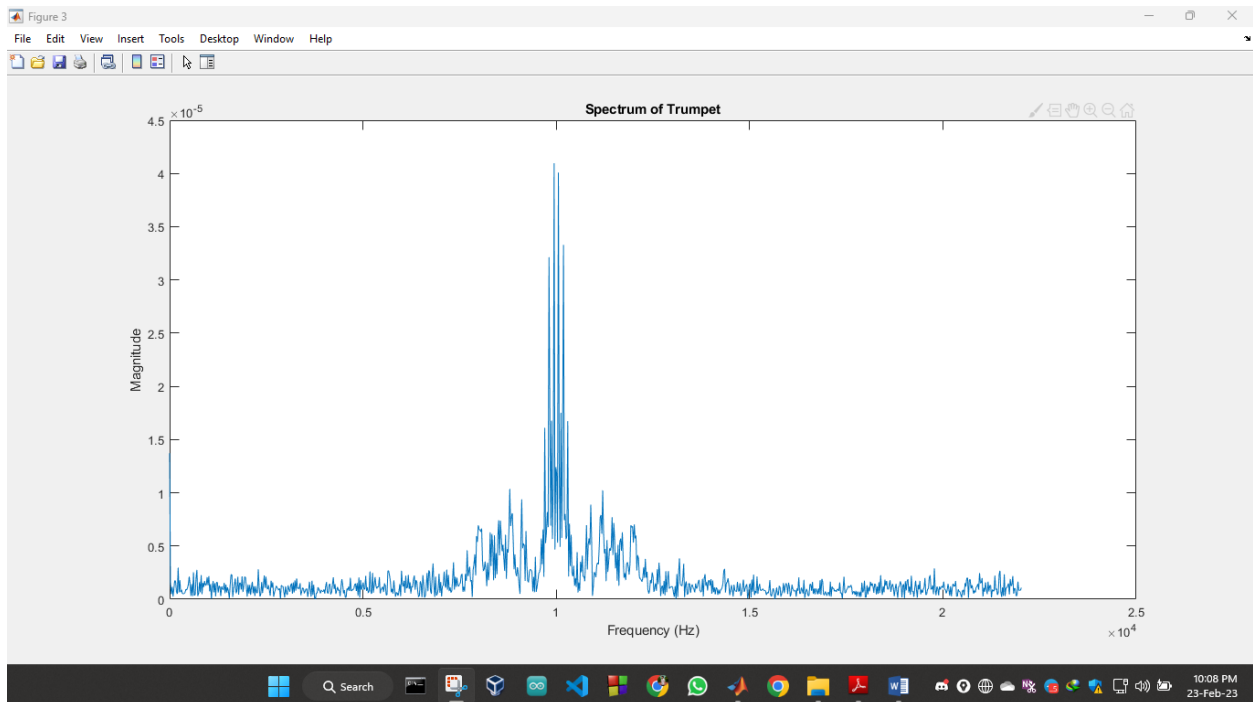 Figure 3
File Edit View Insert Tools Desktop Window Help
Spectrum of Trumpet
×10-5
4.5
4
3.5
3
2.5
2
1.5
1
0.5
0
Magnitude
0 0.5 1 1.5 2 2.5
Frequency (Hz)
×104
Search
10:08 PM
23-Feb-23